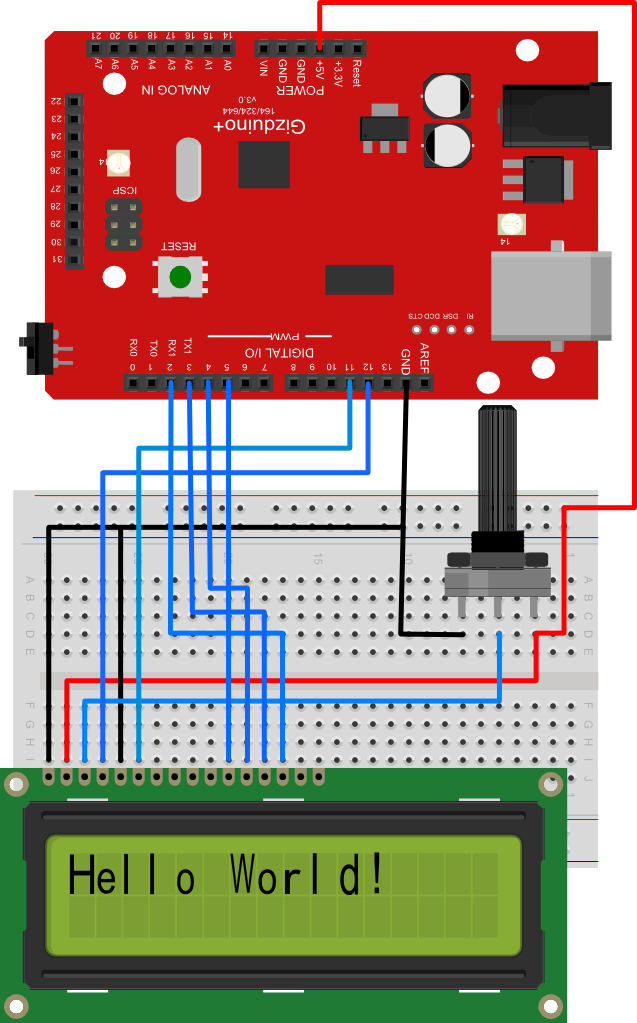 21 20 19 18 17 16 15 14
A7 A6 A5 A4 A3 A2 A1 A0
ANALOG IN
VIN GND GND +5V +3.3V Reset
POWER
v3.0
164/324/644
Gizduino+
22
23
24
25
26
27
28
29
30
31
14
ICSP
RESET
14
CTS DCD DSR RI
PWM
DIGITAL I/O
RX0 TX0 RX1 TX1
0 1 2 3 4 5 6 7 8 9 10 11 12 13 GND AREF
15 10 1
A A
B B
C C
D D
E E
F F
G G
H H
I I
J
1
Hello World!